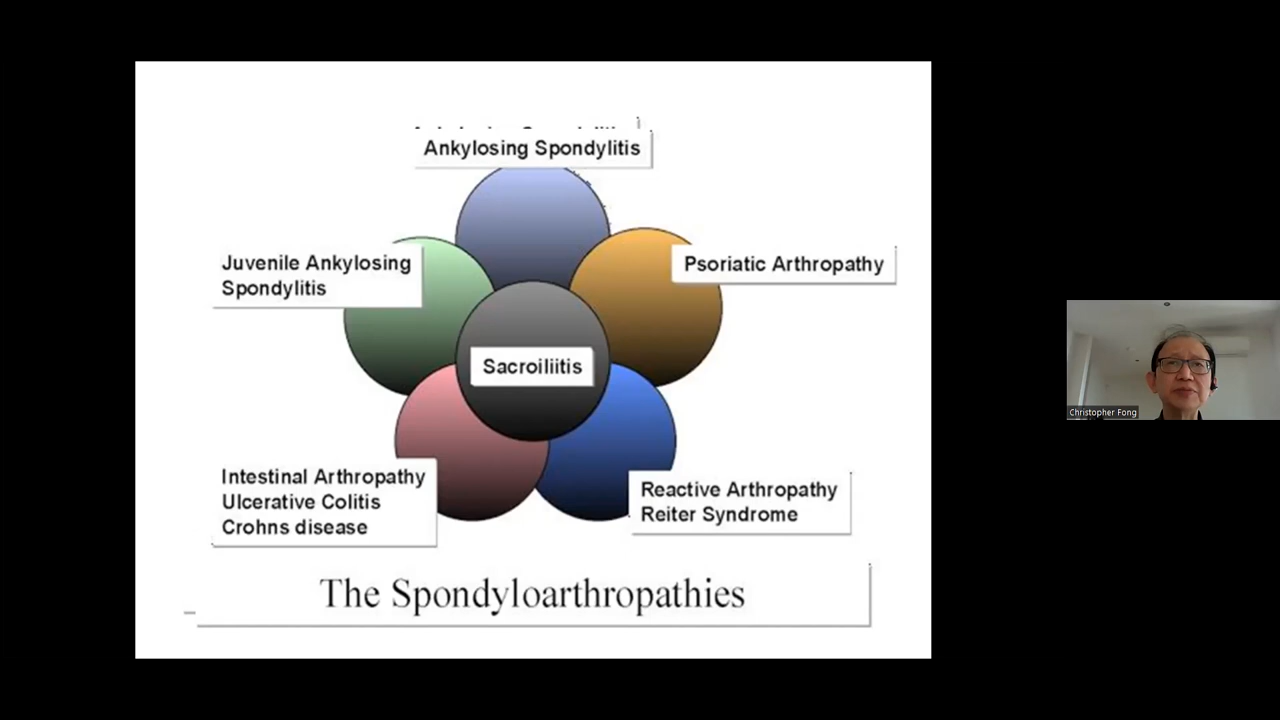 Ankylosing Spondylitis
Juvenile Ankylosing
Spondylitis
Psoriatic Arthropathy
Sacroiliitis
Intestinal Arthropathy
Ulcerative Colitis
Crohns disease
Reactive Arthropathy
Reiter Syndrome
The Spondyloarthropathies
Christopher Fong